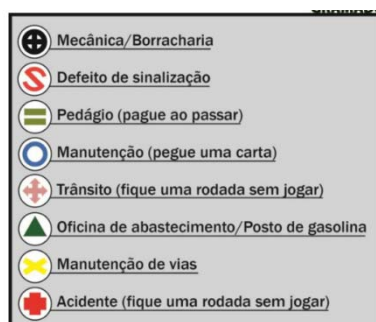 Mecânica/Borracharia
Defeito de sinalização
Pedágio (pague ao passar)
Manutenção (pegue uma carta)
Trânsito (fique uma rodada sem jogar)
Oficina de abastecimento/Posto de gasolina
Manutenção de vias
Acidente (fique uma rodada sem jogar)